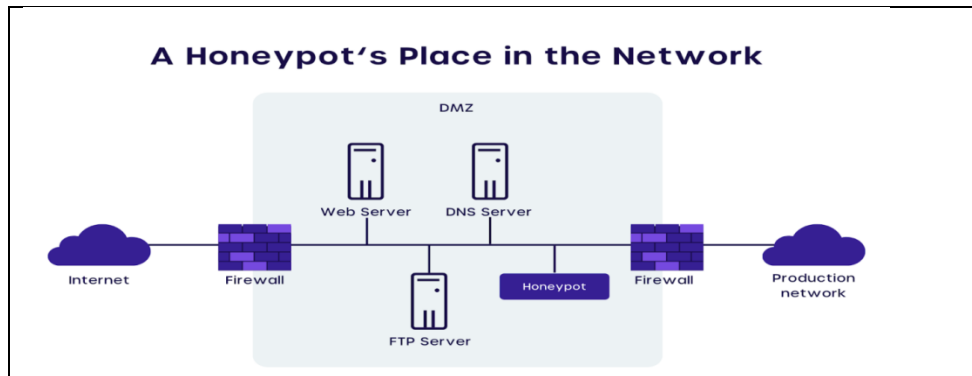 A Honeypot's Place in the Network
DMZ
Web Server
DNS Server
Internet
Firewall
Honeypot
Firewall
Production
network
FTP Server